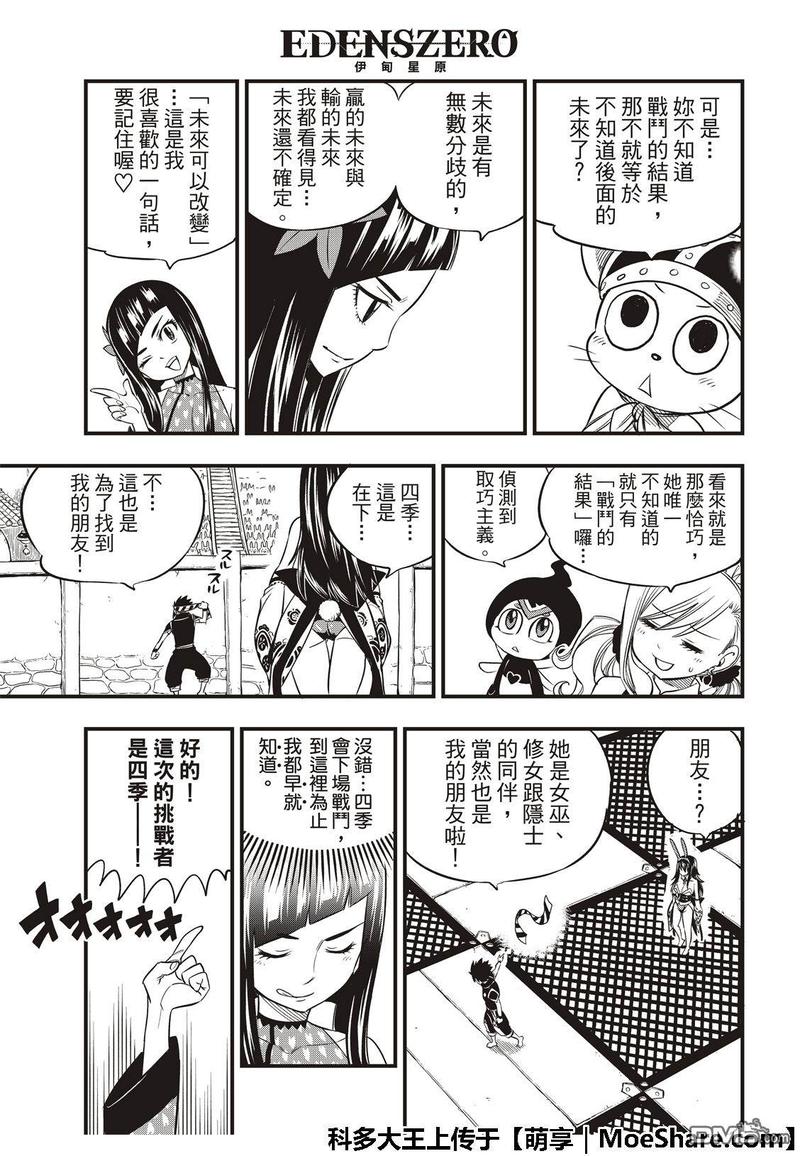 EDENSZERO
伊甸星原
可是…
妳不知道
戰鬥的結果，
那不就等於
不知道後面的
未來了？
未來是有
無數分歧的，
贏的未來與
輸的未來
我都看得見…
未來還不確定。
「未來可以改變」
…這是我
很喜歡的一句話，
要記住喔♡
看來就是
那麼恰巧，
她唯一
不知道的
就只有
「戰鬥的
結果」囉…
偵測到
取巧主義。
四季…
這是
在下…
不…
這也是
為了找到
我的朋友！
スルスル
朋友…？
她是女巫、
修女跟隱士
的同伴，
當然也是
我的朋友啦！
沒錯…四季
會下場戰鬥，
到這裡為止
我都早就
知道。
好的！
這次的挑戰者
是四季——！
オオオオオ
科多大王上传于【萌享｜MoeShare.com】